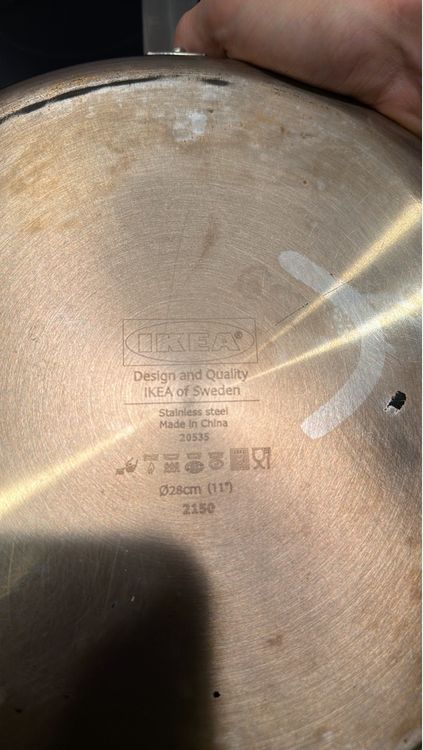 IKEA®
Design and Quality
IKEA of Sweden
Stainless steel
Made in China
20535
Ø28cm (11")
2150